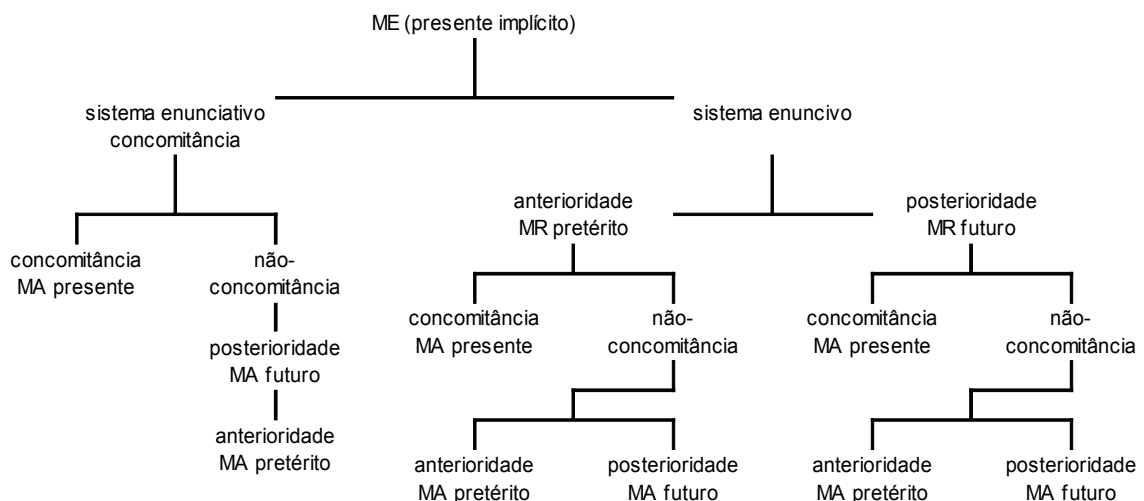 ME (presente implícito)
sistema enunciativo
concomitância
sistema enuncivo
anterioridade
MR pretérito
posterioridade
MR futuro
concomitância
MA presente
não-
concomitância
concomitância
MA presente
não-
concomitância
concomitância
MA presente
não-
concomitância
posterioridade
MA futuro
anterioridade
MA pretérito
anterioridade
MA pretérito
posterioridade
MA futuro
anterioridade
MA pretérito
posterioridade
MA futuro